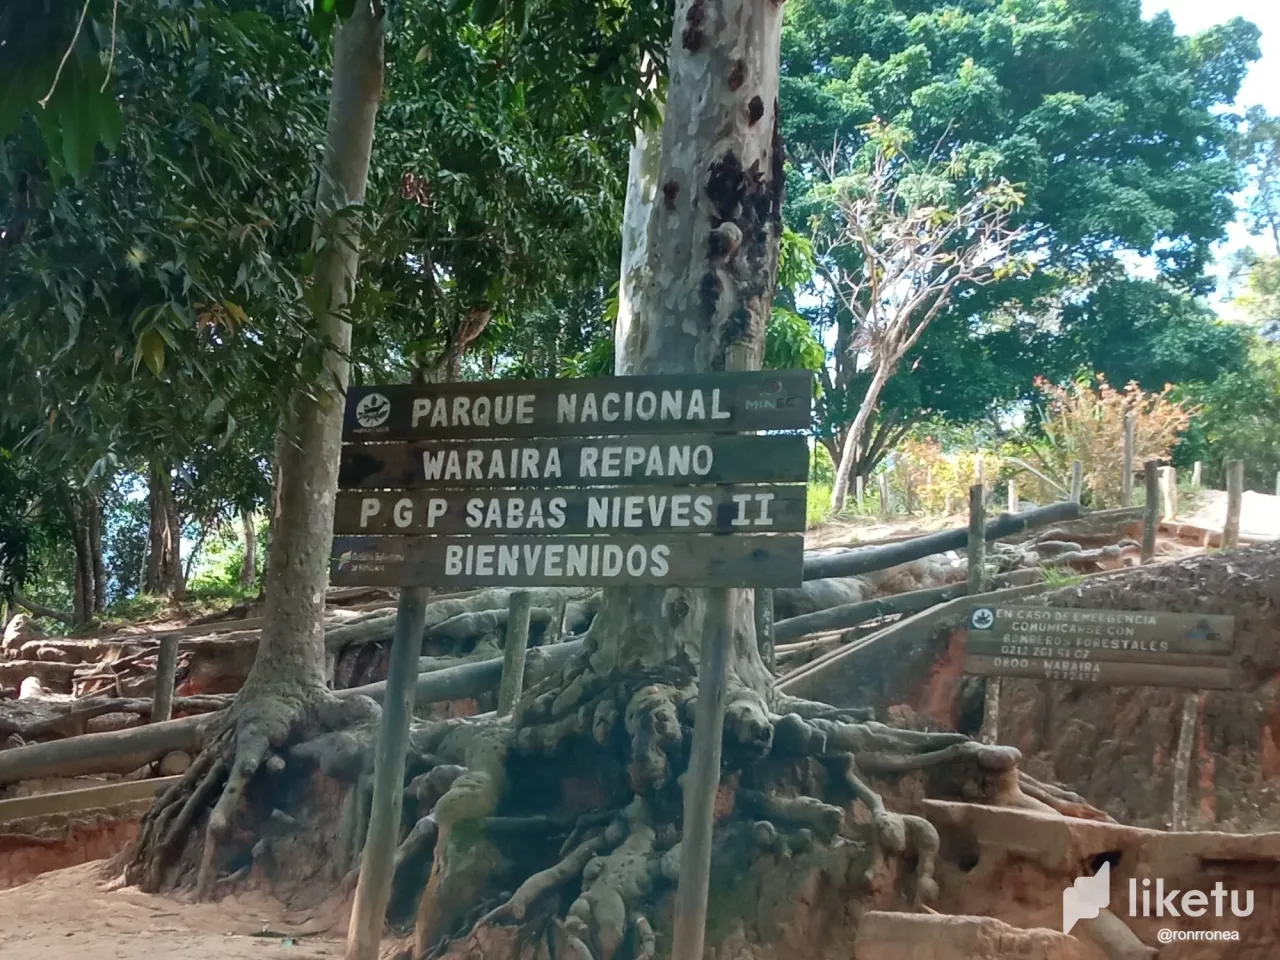 PARQUE NACIONAL
MINEC
WARAIRA REPANO
P.G.P SABAS NIEVES II
BIENVENIDOS
EN CASO DE EMERGENCIA
COMUNICARSE CON
BOMBEROS FORESTALES
0800 - WARAIRA
liketu
@ronrronea